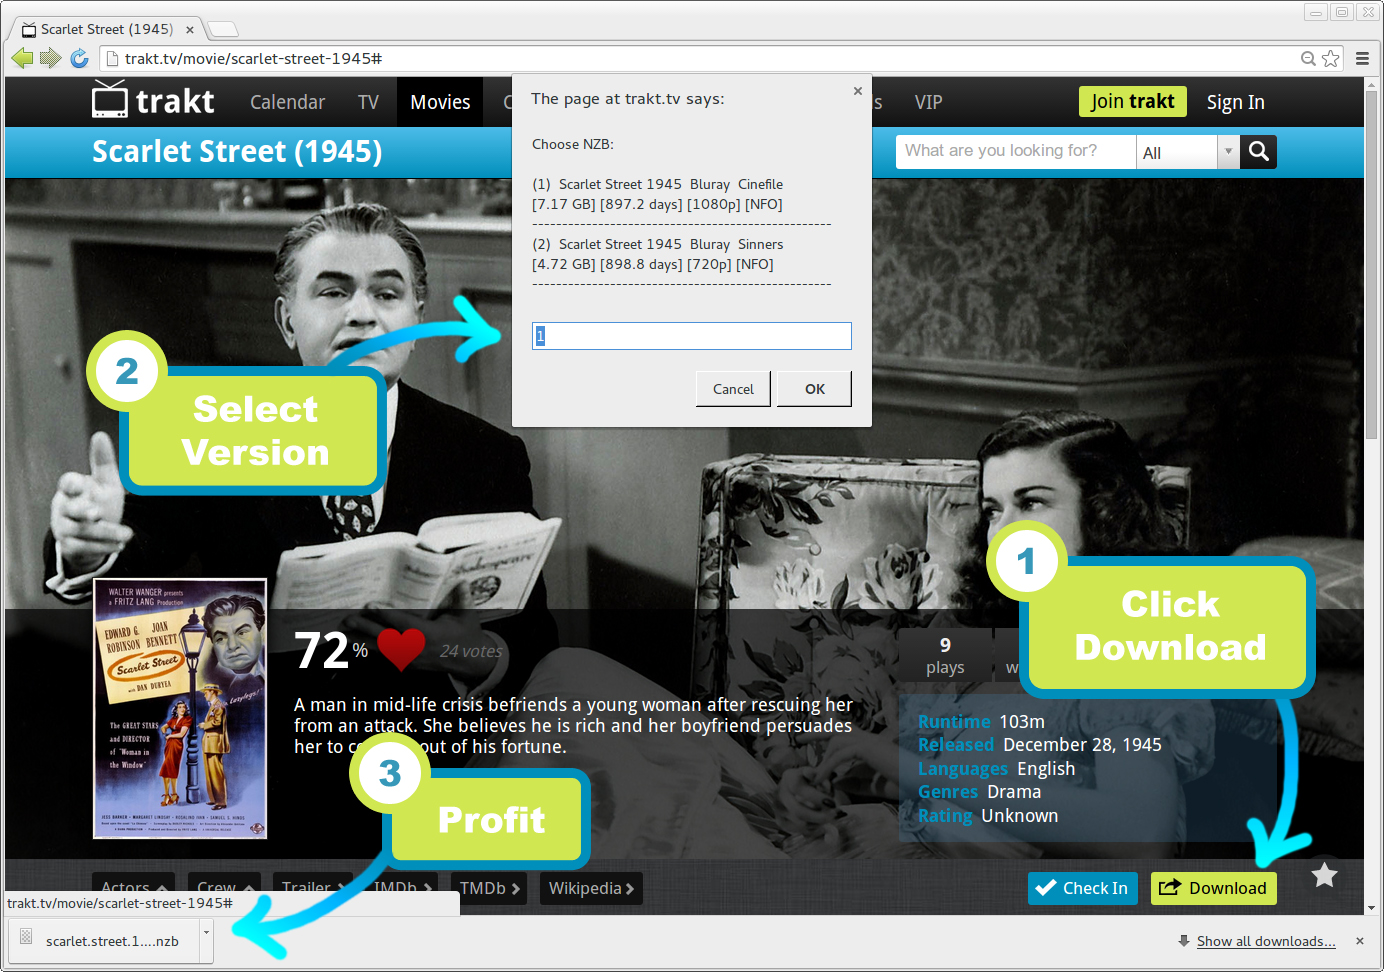 Scarlet Street (1945)
trakt.tv/movie/scarlet-street-1945#
trakt
Calendar
TV
Movies
VIP
Join trakt
Sign In
Scarlet Street (1945)
What are you looking for?
All
The page at trakt.tv says:
Choose NZB:
(1) Scarlet Street 1945 Bluray Cinefile
[7.17 GB] [897.2 days] [1080p] [NFO]
------------------------------------------------
(2) Scarlet Street 1945 Bluray Sinners
[4.72 GB] [898.8 days] [720p] [NFO]
------------------------------------------------
1
Cancel
OK
2
Select
Version
1
Click
Download
WALTER WANGER presents
a FRITZ LANG Production
EDWARD G. JOAN
ROBINSON BENNETT
Scarlet Street
with DAN DURYEA
The GREAT STARS
and DIRECTOR
of "Woman in
the Window"
72%
24 votes
9
plays
A man in mid-life crisis befriends a young woman after rescuing her
from an attack. She believes he is rich and her boyfriend persuades
her to out of his fortune.
Runtime 103m
Released December 28, 1945
Languages English
Genres Drama
Rating Unknown
3
Profit
Actors
Crew
Trailer
IMDb
TMDb
Wikipedia
Check In
Download
trakt.tv/movie/scarlet-street-1945#
scarlet.street.1....nzb
Show all downloads...